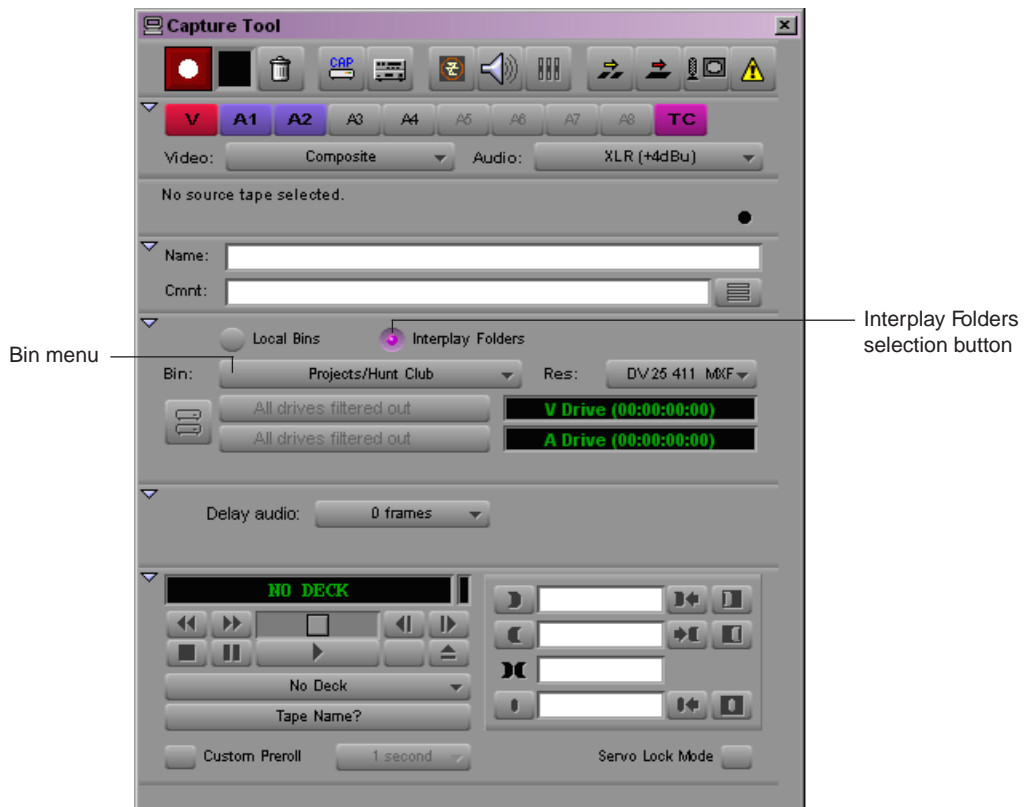 Capture Tool
CAP
V A1 A2 A3 A4 A5 A6 A7 A8 TC
Video: Composite Audio: XLR (+4dBu)
No source tape selected.
Name:
Cmnt:
Local Bins Interplay Folders
Interplay Folders
selection button
Bin menu
Bin: Projects/Hunt Club Res: DV 25 411 MXF
All drives filtered out V Drive (00:00:00:00)
All drives filtered out A Drive (00:00:00:00)
Delay audio: 0 frames
NO DECK
No Deck
Tape Name?
Custom Preroll 1 second Servo Lock Mode